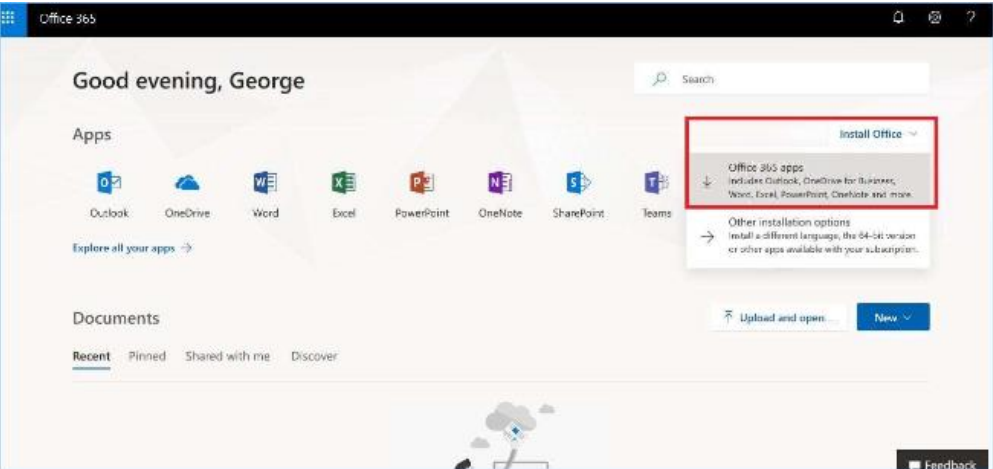 Office 365
?
Good evening, George
Search
Apps
Install Office
Office 365 apps
Includes Outlook, OneDrive for Business,
Word, Excel, PowerPoint, OneNote and more.
Outlook OneDrive Word Excel PowerPoint OneNote SharePoint Teams
Other installation options
Install a different language, the 64-bit version
or other apps available with your subscription.
Explore all your apps →
Documents
Upload and open...
New
Recent Pinned Shared with me Discover
Feedback